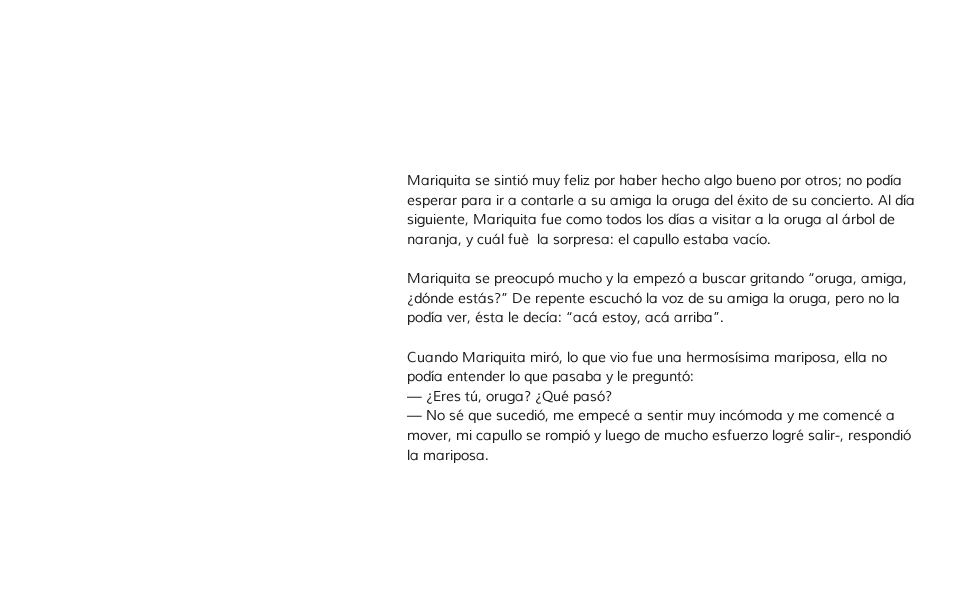 Mariquita se sintió muy feliz por haber hecho algo bueno por otros; no podía
esperar para ir a contarle a su amiga la oruga del éxito de su concierto. Al día
siguiente, Mariquita fue como todos los días a visitar a la oruga al árbol de
naranja, y cuál fuè  la sorpresa: el capullo estaba vacío.
Mariquita se preocupó mucho y la empezó a buscar gritando “oruga, amiga,
¿dónde estás?” De repente escuchó la voz de su amiga la oruga, pero no la
podía ver, ésta le decía: “acá estoy, acá arriba”.
Cuando Mariquita miró, lo que vio fue una hermosísima mariposa, ella no
podía entender lo que pasaba y le preguntó:
— ¿Eres tú, oruga? ¿Qué pasó?
— No sé que sucedió, me empecé a sentir muy incómoda y me comencé a
mover, mi capullo se rompió y luego de mucho esfuerzo logré salir-, respondió
la mariposa.